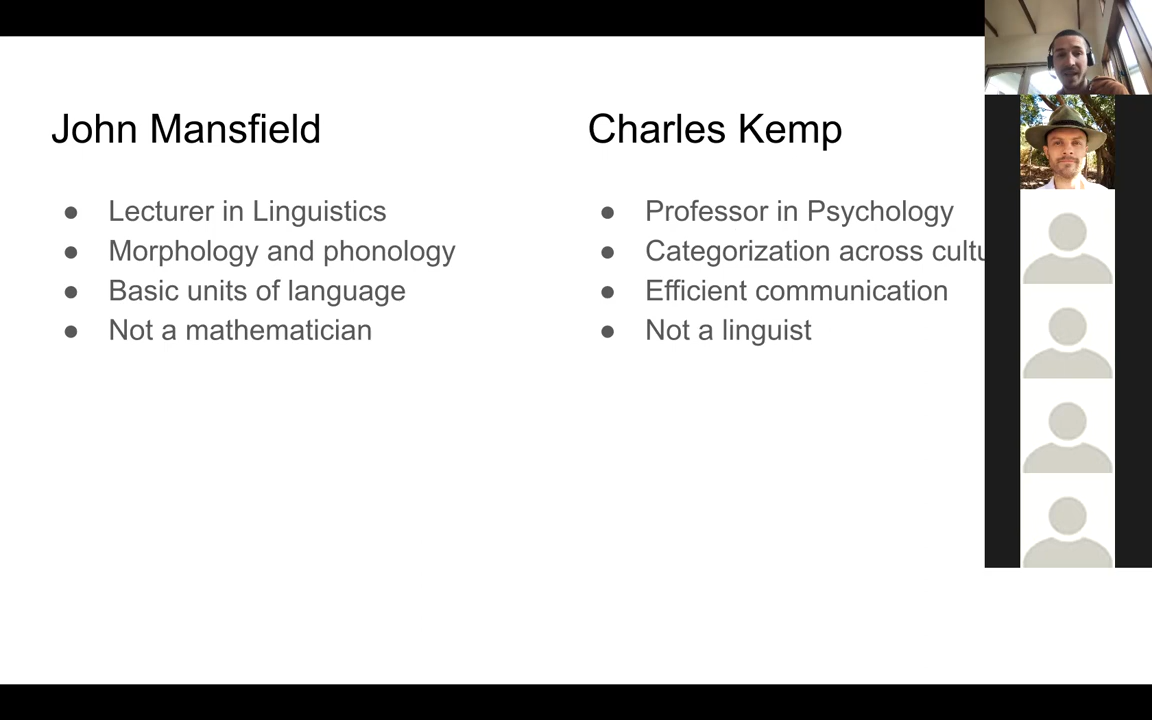 John Mansfield
Lecturer in Linguistics
Morphology and phonology
Basic units of language
Not a mathematician
Charles Kemp
Professor in Psychology
Categorization across cultu
Efficient communication
Not a linguist